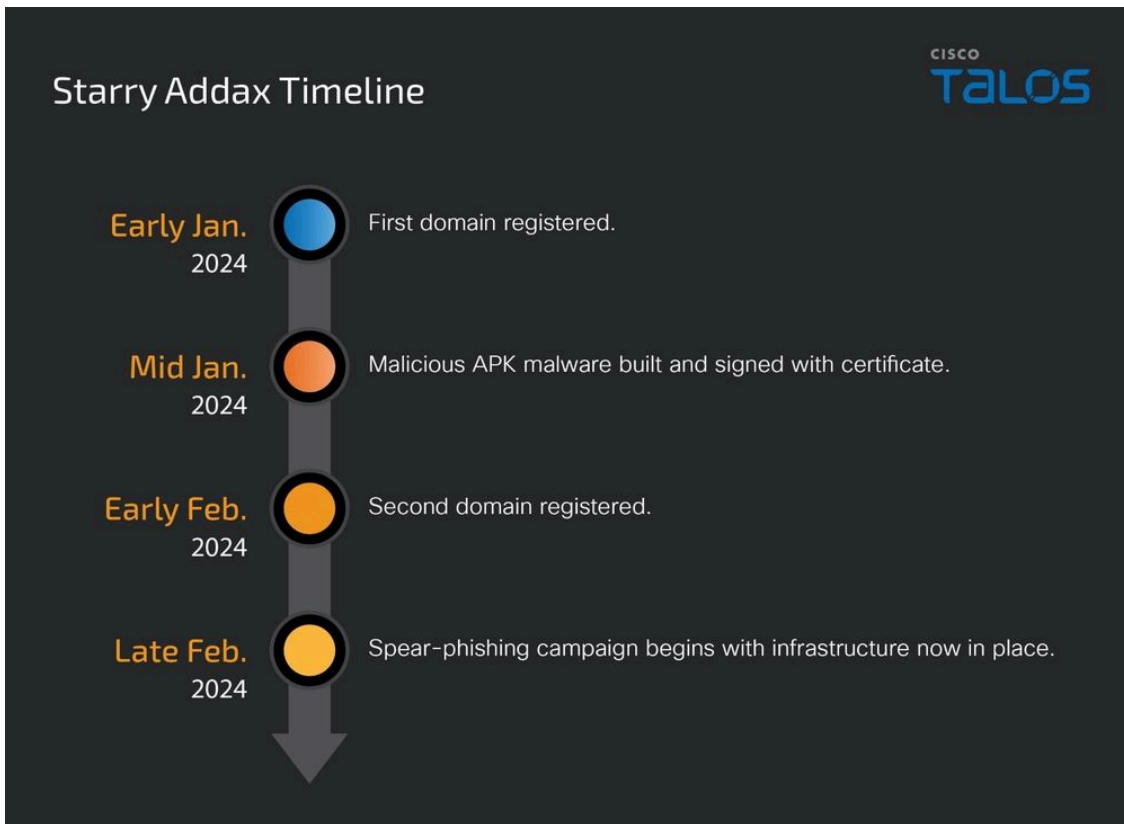 Starry Addax Timeline
CISCO
TALOS
Early Jan.
2024
First domain registered.
Mid Jan.
2024
Malicious APK malware built and signed with certificate.
Early Feb.
2024
Second domain registered.
Late Feb.
2024
Spear-phishing campaign begins with infrastructure now in place.